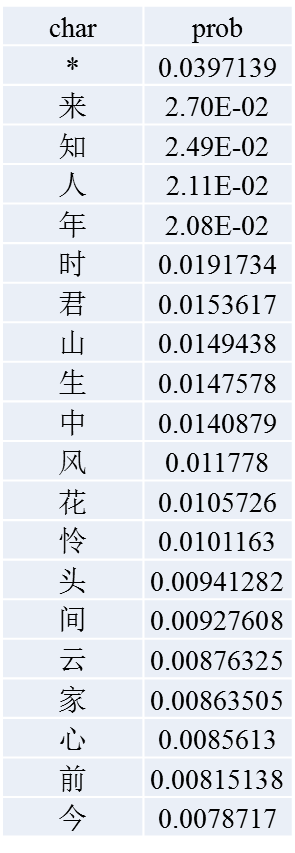 char prob
* 0.0397139
来 2.70E-02
知 2.49E-02
人 2.11E-02
年 2.08E-02
时 0.0191734
君 0.0153617
山 0.0149438
生 0.0147578
中 0.0140879
风 0.011778
花 0.0105726
怜 0.0101163
头 0.00941282
间 0.00927608
云 0.00876325
家 0.00863505
心 0.0085613
前 0.00815138
今 0.0078717